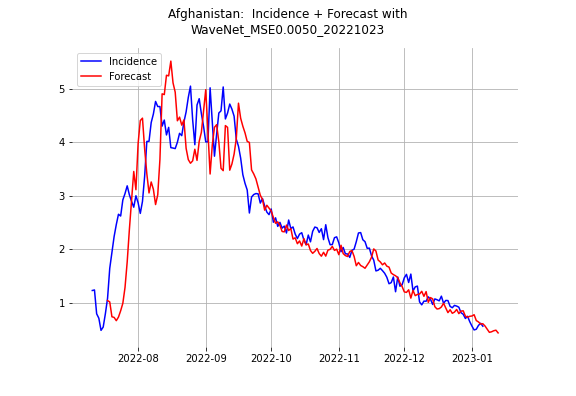 Afghanistan:  Incidence + Forecast with
WaveNet_MSE0.0050_20221023
Incidence
Forecast
5
4
3
2
1
2022-08
2022-09
2022-10
2022-11
2022-12
2023-01